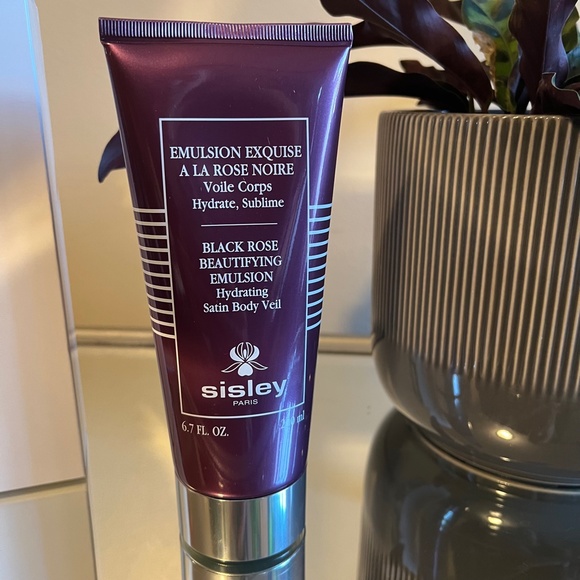 EMULSION EXQUISE
A LA ROSE NOIRE
Voile Corps
Hydrate, Sublime
BLACK ROSE
BEAUTIFYING
EMULSION
Hydrating
Satin Body Veil
sisley
PARIS
6.7 FL. OZ.
ml